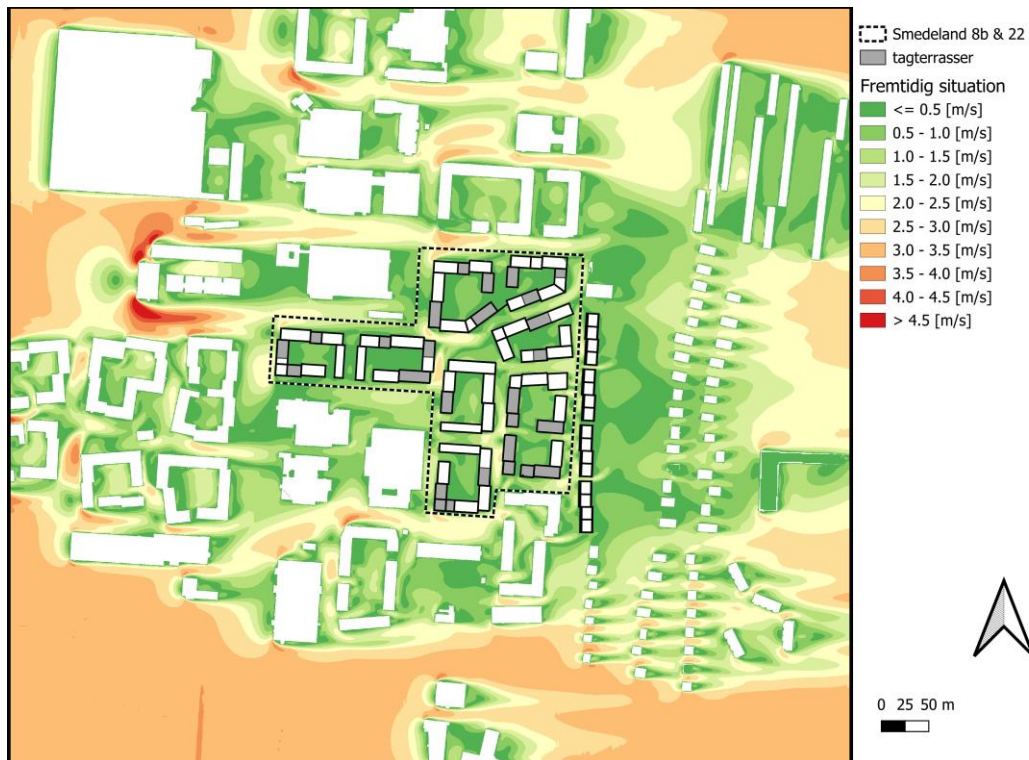 Smedeland 8b & 22
tagterrasser
Fremtidig situation
<= 0.5 [m/s]
0.5 - 1.0 [m/s]
1.0 - 1.5 [m/s]
1.5 - 2.0 [m/s]
2.0 - 2.5 [m/s]
2.5 - 3.0 [m/s]
3.0 - 3.5 [m/s]
3.5 - 4.0 [m/s]
4.0 - 4.5 [m/s]
> 4.5 [m/s]
0 25 50 m